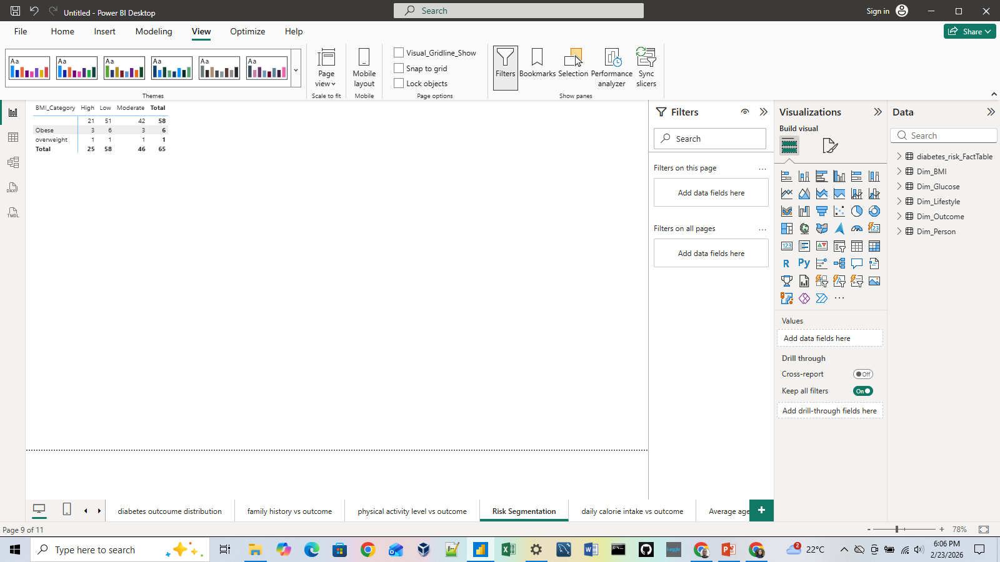 Untitled - Power BI Desktop
Search
Sign in
File
Home
Insert
Modeling
View
Optimize
Help
Share
Aa Aa Aa Aa Aa Aa
Themes
Page
view
Scale to fit
Mobile
layout
Mobile
Visual_Gridline_Show
Snap to grid
Lock objects
Page options
Filters
Bookmarks
Selection
Performance
analyzer
Sync
slicers
Show panes
BMI_Category High Low Moderate Total
21 51 42 58
Obese 3 6 3 6
overweight 1 1 1 1
Total 25 58 46 65
DAX
TMDL
Filters
Search
Filters on this page ...
Add data fields here
Filters on all pages ...
Add data fields here
Visualizations
Build visual
123
123
R Py
...
Values
Add data fields here
Drill through
Cross-report Off
Keep all filters On
Add drill-through fields here
Data
Search
diabetes_risk_FactTable
Dim_BMI
Dim_Glucose
Dim_Lifestyle
Dim_Outcome
Dim_Person
diabetes outcoume distribution
family history vs outcome
physical activity level vs outcome
Risk Segmentation
daily calorie intake vs outcome
Average age
+
Page 9 of 11
- + 78%
Type here to search
kaggle
2
22°C
6:06 PM
2/23/2026